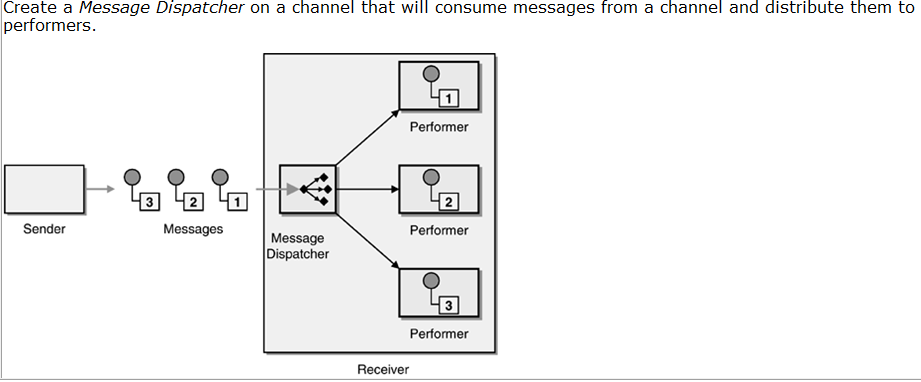 Create a Message Dispatcher on a channel that will consume messages from a channel and distribute them to
performers.
1
Performer
3
2
1
2
Sender
Messages
Message
Dispatcher
Performer
3
Performer
Receiver